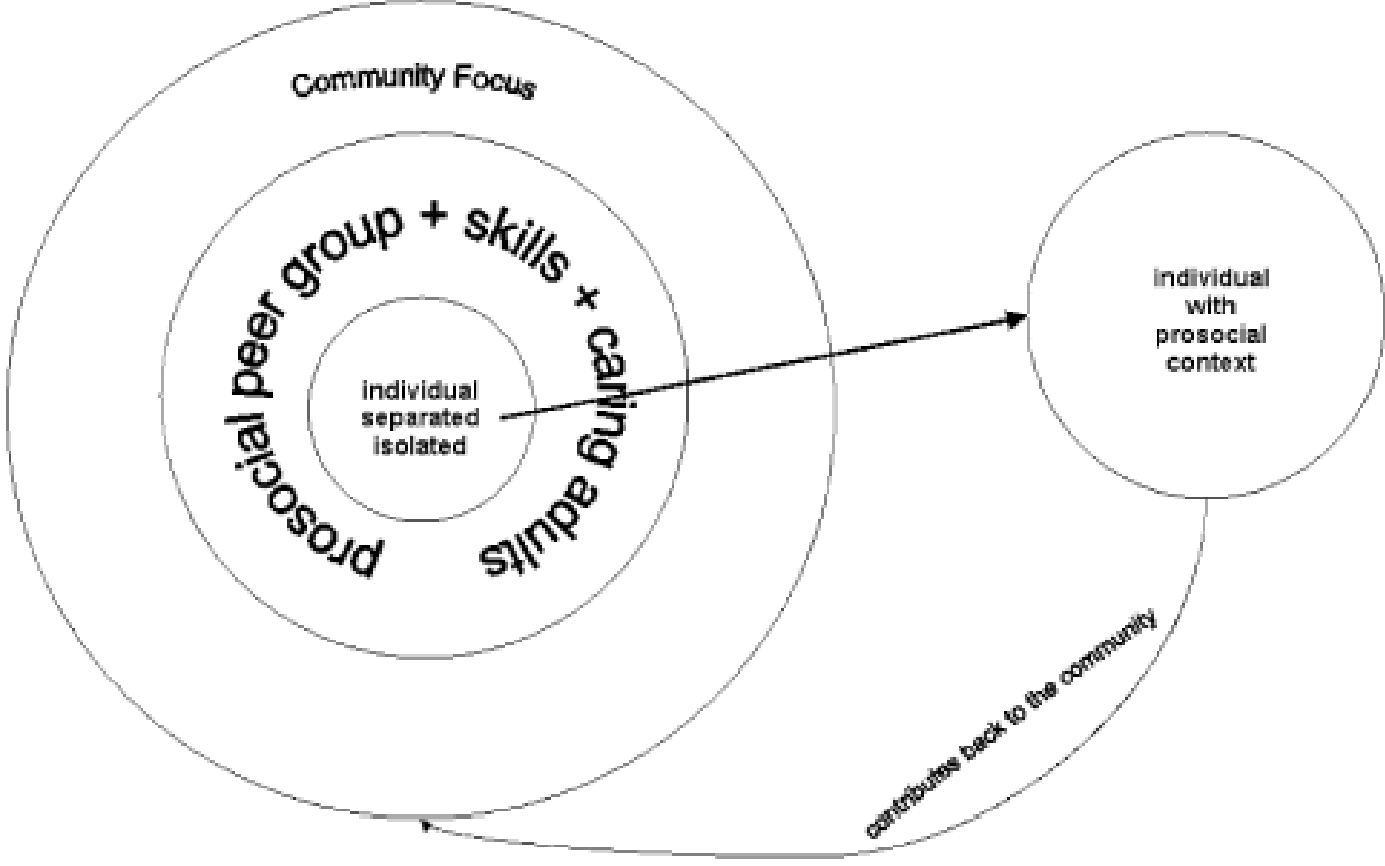 Community Focus
prosocial peer group + skills + caring adults
individual
separated
isolated
individual
with
prosocial
context
contributes back to the community